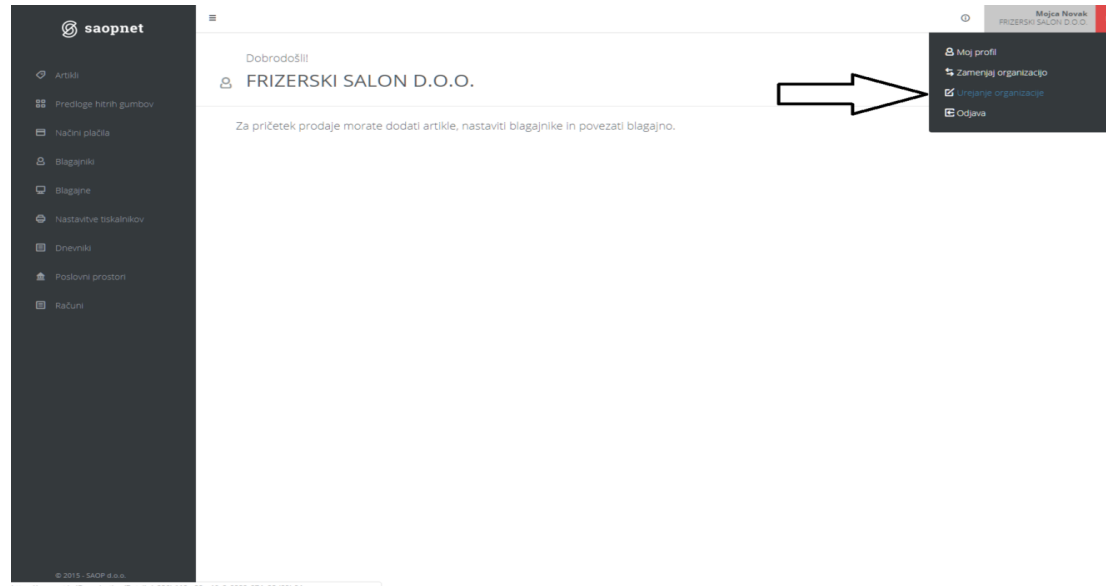 saopnet
Mojca Novak
FRIZERSKI SALON D.O.O.
Moj profil
Zamenjaj organizacijo
Urejanje organizacije
Odjava
Dobrodošli!
FRIZERSKI SALON D.O.O.
Za pričetek prodaje morate dodati artikle, nastaviti blagajnike in povezati blagajno.
Artikli
Predloge hitrih gumbov
Načini plačila
Blagajniki
Blagajne
Nastavitve tiskalnikov
Dnevniki
Poslovni prostori
Računi
© 2015 - SAOP d.o.o.